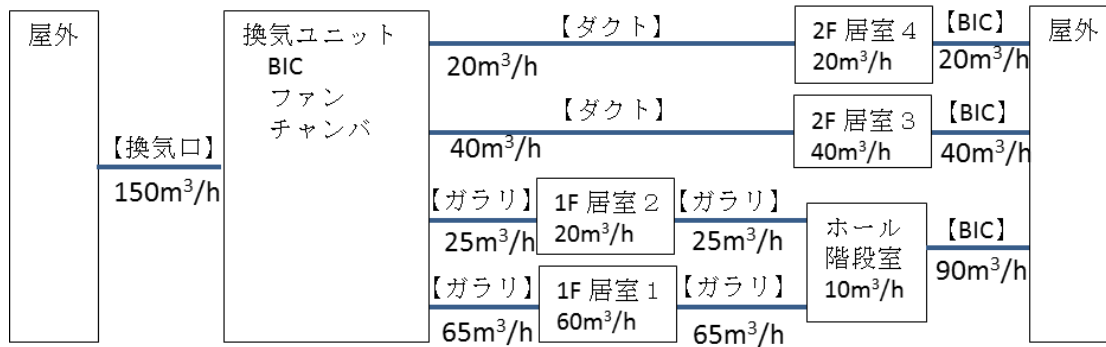 屋外
【換気口】
150m³/h
換気ユニット
BIC
ファン
チャンバ
【ダクト】
20m³/h
2F 居室４
20m³/h
【BIC】
20m³/h
【ダクト】
40m³/h
2F 居室３
40m³/h
【BIC】
40m³/h
【ガラリ】
25m³/h
1F 居室２
20m³/h
【ガラリ】
25m³/h
【ガラリ】
65m³/h
1F 居室１
60m³/h
【ガラリ】
65m³/h
ホール
階段室
10m³/h
【BIC】
90m³/h
屋外